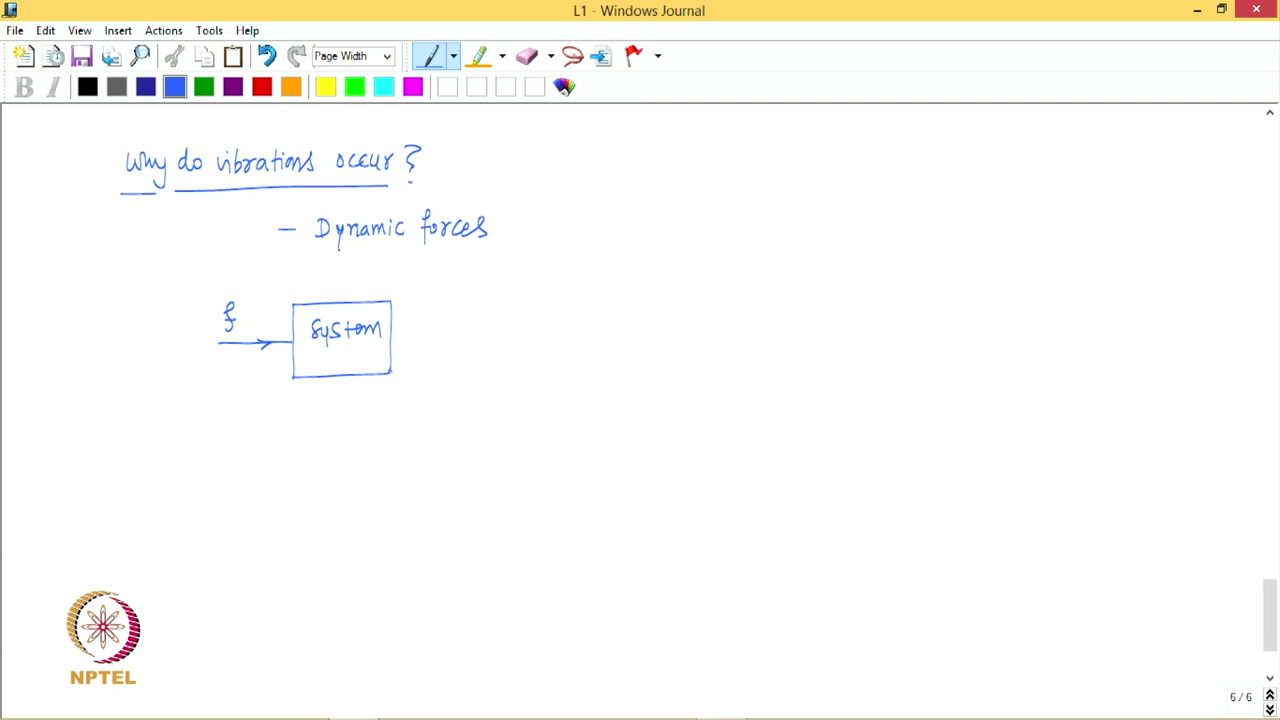 L1 - Windows Journal
File Edit View Insert Actions Tools Help
Page Width
B I
Why do vibrations occur?
- Dynamic forces
f
System
NPTEL
6 / 6